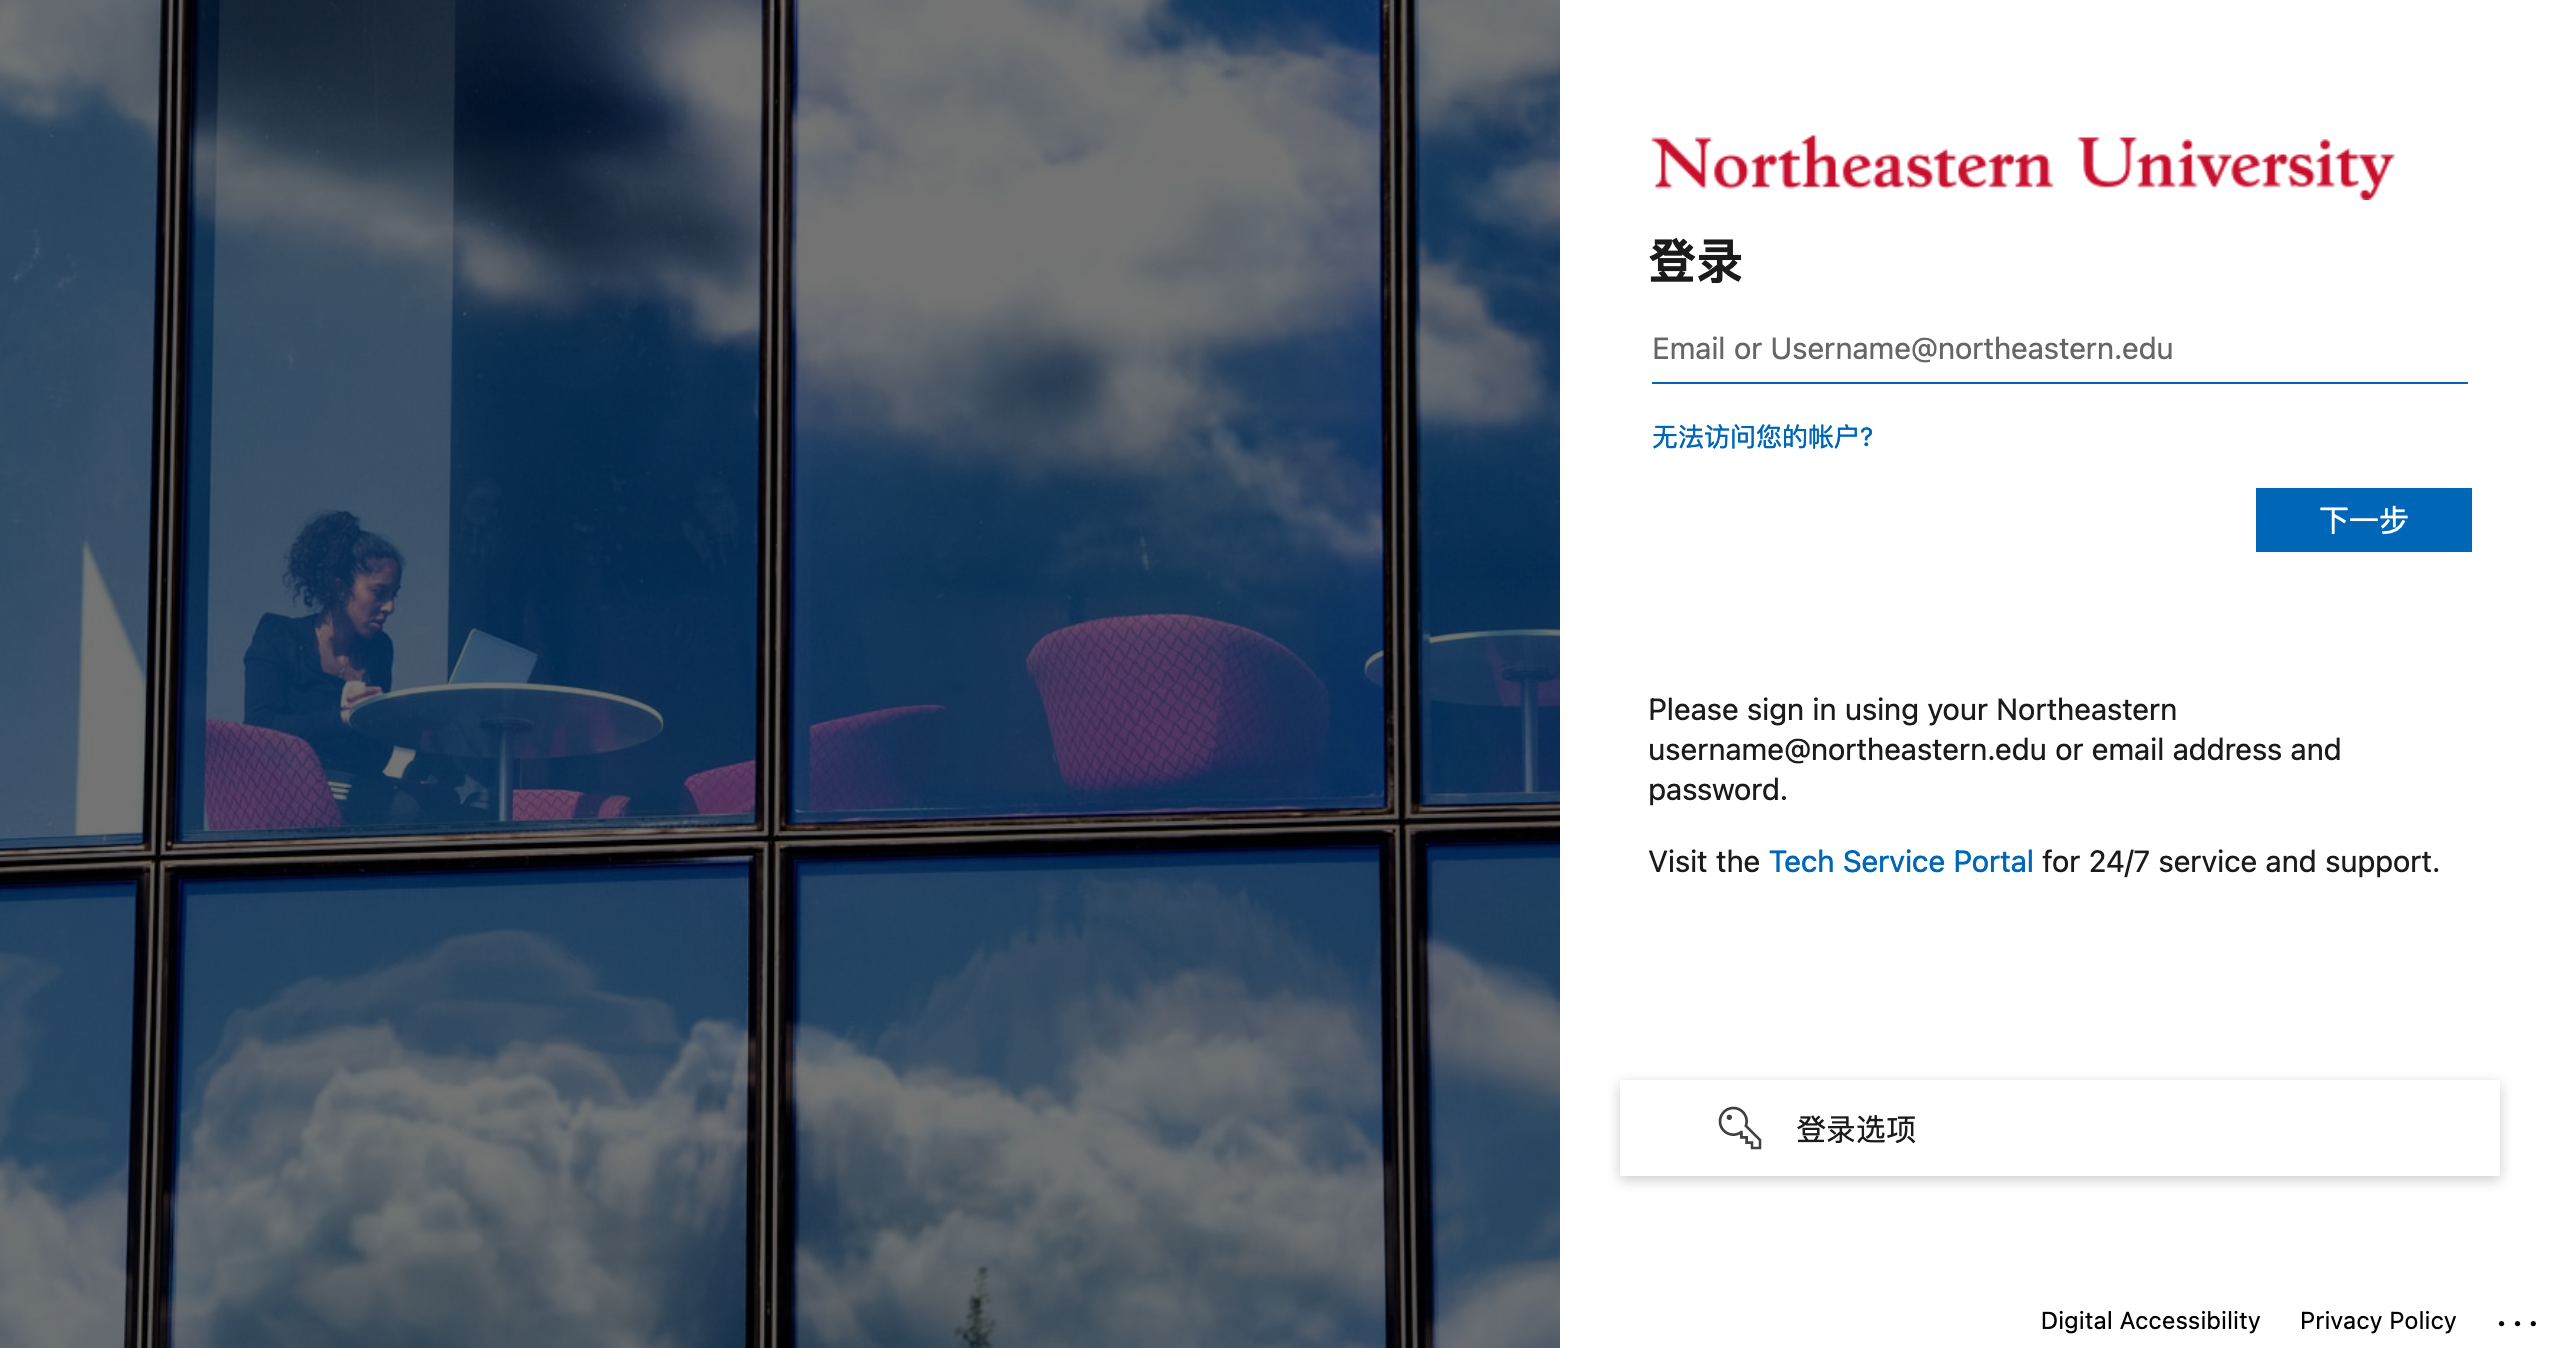 Northeastern University
登录
Email or Username@northeastern.edu
无法访问您的帐户?
下一步
Please sign in using your Northeastern
username@northeastern.edu or email address and
password.
Visit the Tech Service Portal for 24/7 service and support.
登录选项
Digital Accessibility Privacy Policy ...